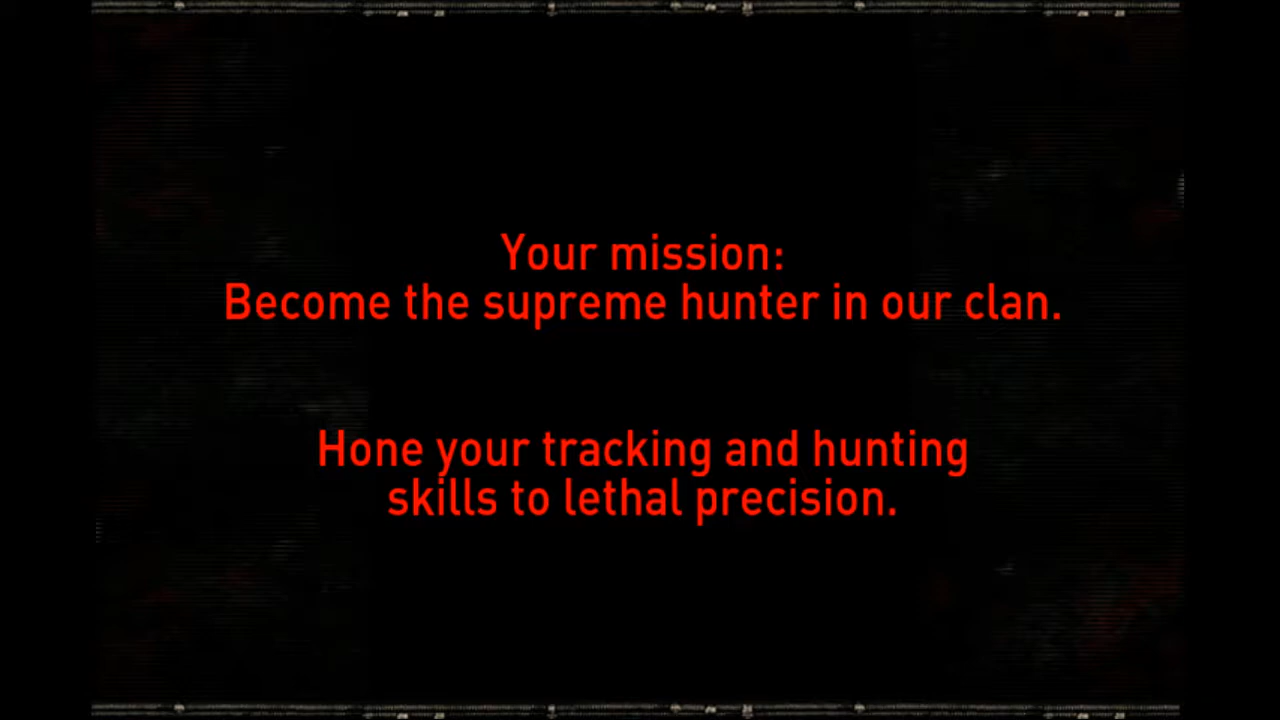 Your mission:
Become the supreme hunter in our clan.
Hone your tracking and hunting
skills to lethal precision.